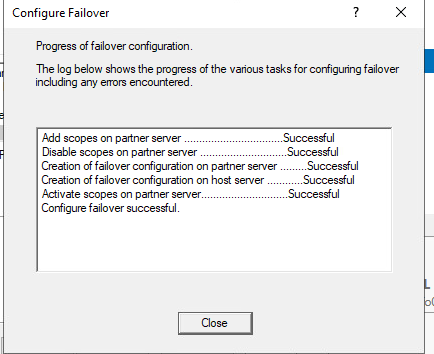 Configure Failover
?
Progress of failover configuration.
The log below shows the progress of the various tasks for configuring failover
including any errors encountered.
Add scopes on partner server .................................Successful
Disable scopes on partner server .............................Successful
Creation of failover configuration on partner server .........Successful
Creation of failover configuration on host server ............Successful
Activate scopes on partner server.............................Successful
Configure failover successful.
Close